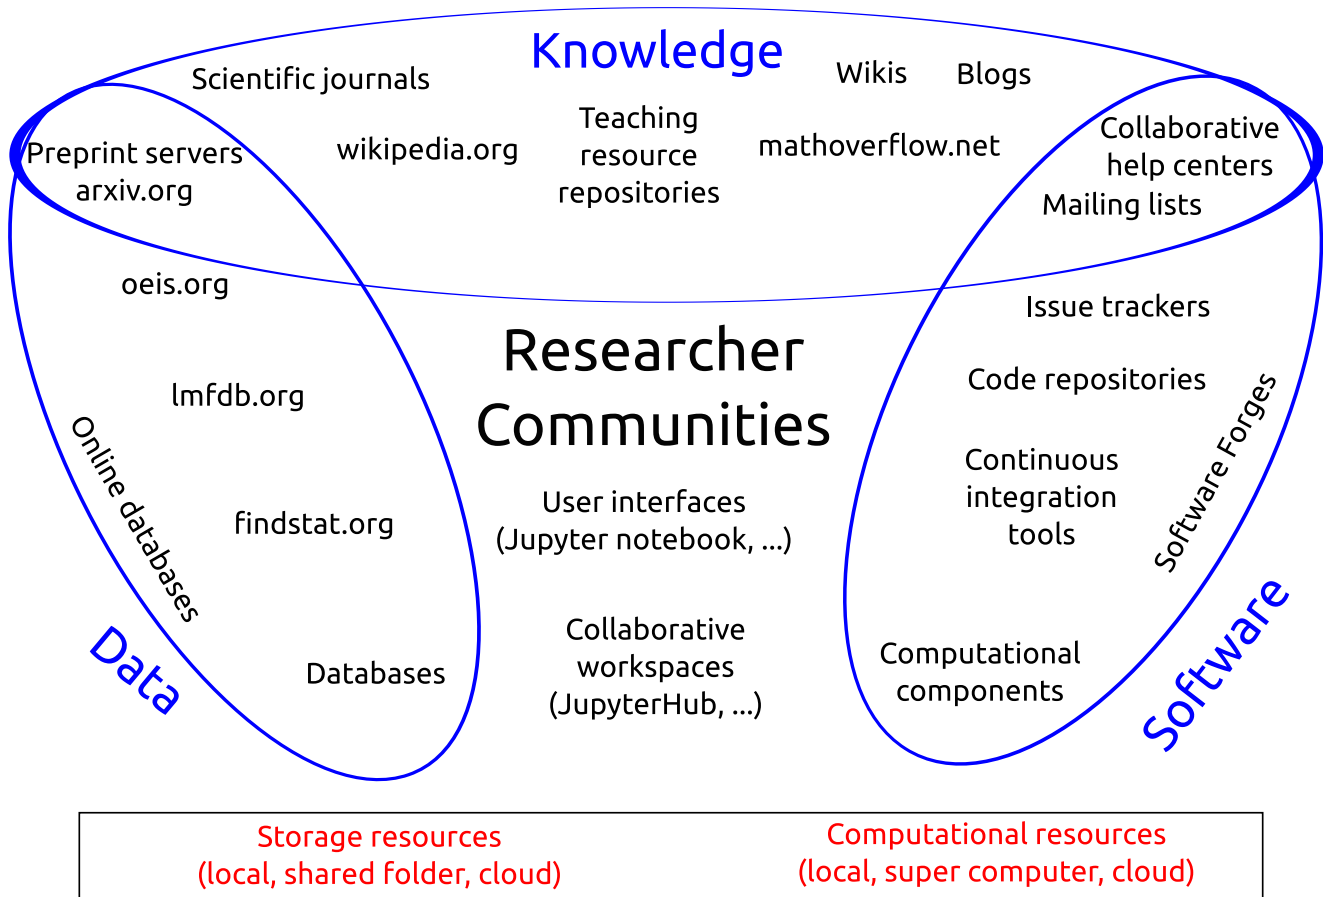 Knowledge
Scientific journals
Wikis
Blogs
Teaching
resource
repositories
wikipedia.org
mathoverflow.net
Preprint servers
arxiv.org
Collaborative
help centers
Mailing lists
oeis.org
lmfdb.org
Online databases
findstat.org
Databases
Data
Researcher
Communities
User interfaces
(Jupyter notebook, ...)
Collaborative
workspaces
(JupyterHub, ...)
Issue trackers
Code repositories
Continuous
integration
tools
Software Forges
Computational
components
Software
Storage resources
(local, shared folder, cloud)
Computational resources
(local, super computer, cloud)